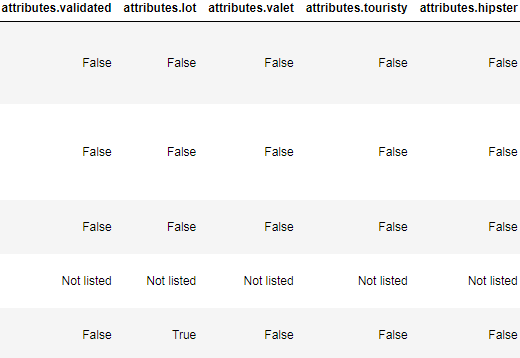 attributes.validated attributes.lot attributes.valet attributes.touristy attributes.hipster
False False False False False
False False False False False
False False False False False
Not listed Not listed Not listed Not listed Not listed
False True False False False